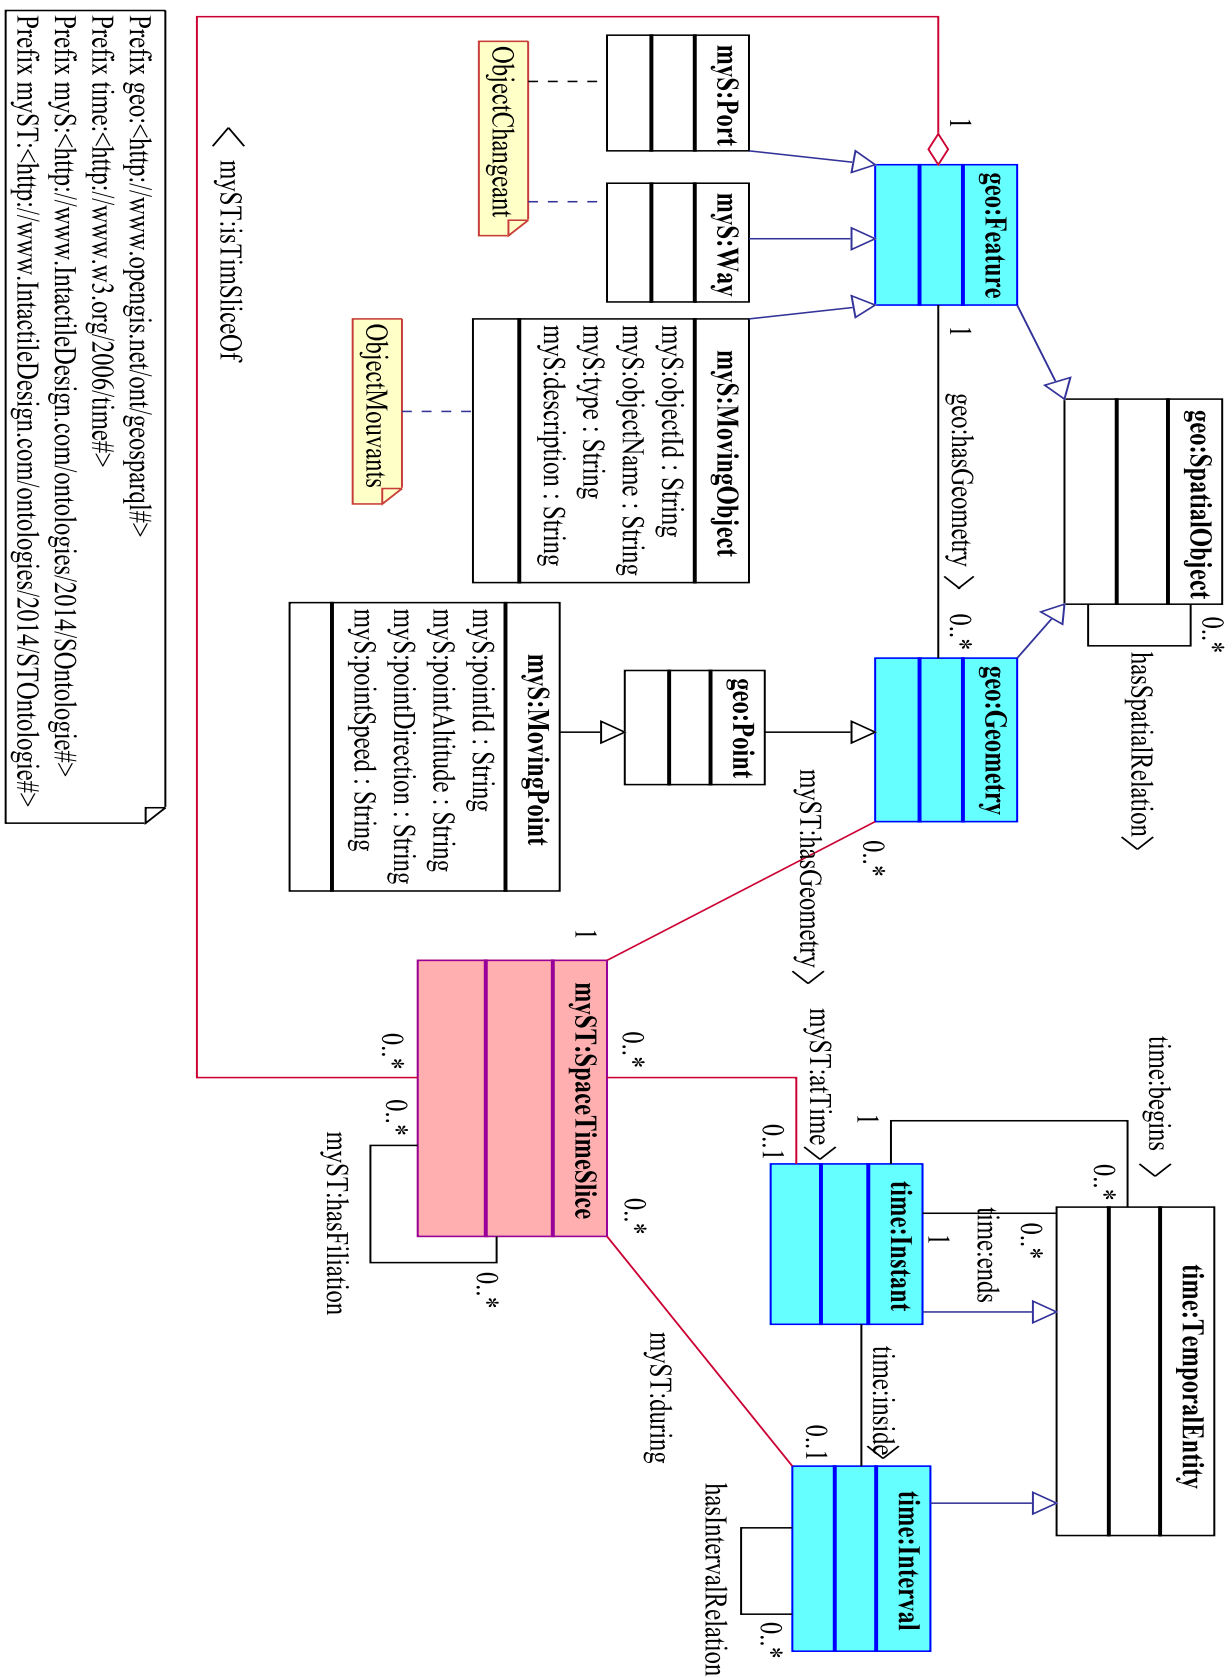 geo:SpatialObject
0..*
hasSpatialRelation >
time:begins >
0..*
time:TemporalEntity
0..*
time:ends
1
1
geo:Feature
1
1
geo:hasGeometry >
0..*
geo:Geometry
0..*
time:Instant
time:inside >
time:Interval
0..1
hasIntervalRelation
0..*
myST:atTime >
0..1
myST:hasGeometry >
myS:Port
myS:Way
myS:MovingObject
myS:objectId : String
myS:objectName : String
myS:type : String
myS:description : String
geo:Point
ObjectChangeant
ObjectMouvants
myS:MovingPoint
myS:pointId : String
myS:pointAltitude : String
myS:pointDirection : String
myS:pointSpeed : String
1
0..*
0..*
myST:during
myST:SpaceTimeSlice
0..*
0..*
0..*
myST:hasFiliation
< myST:isTimSliceOf
Prefix geo:<http://www.opengis.net/ont/geosparql#>
Prefix time:<http://www.w3.org/2006/time#>
Prefix myS:<http://www.IntactileDesign.com/ontologies/2014/SOntologie#>
Prefix myST:<http://www.IntactileDesign.com/ontologies/2014/STOntologie#>